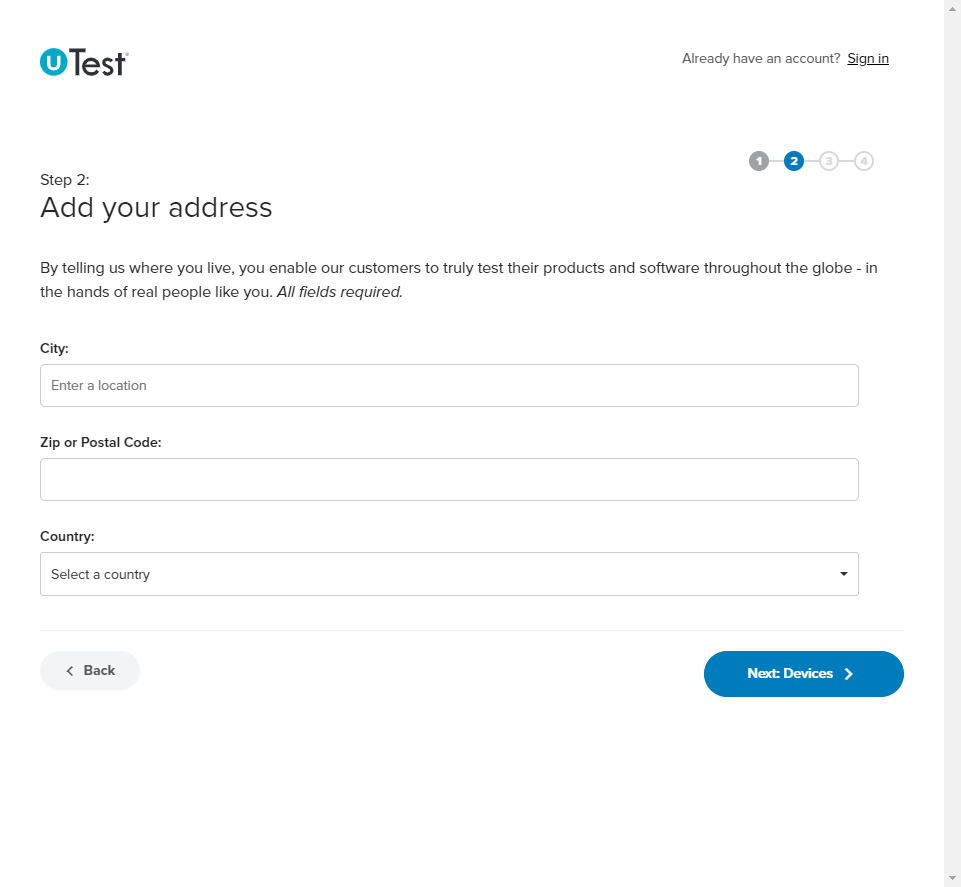 uTest
Already have an account? Sign in
1 2 3 4
Step 2:
Add your address
By telling us where you live, you enable our customers to truly test their products and software throughout the globe - in
the hands of real people like you. All fields required.
City:
Enter a location
Zip or Postal Code:
Country:
Select a country
Back
Next: Devices